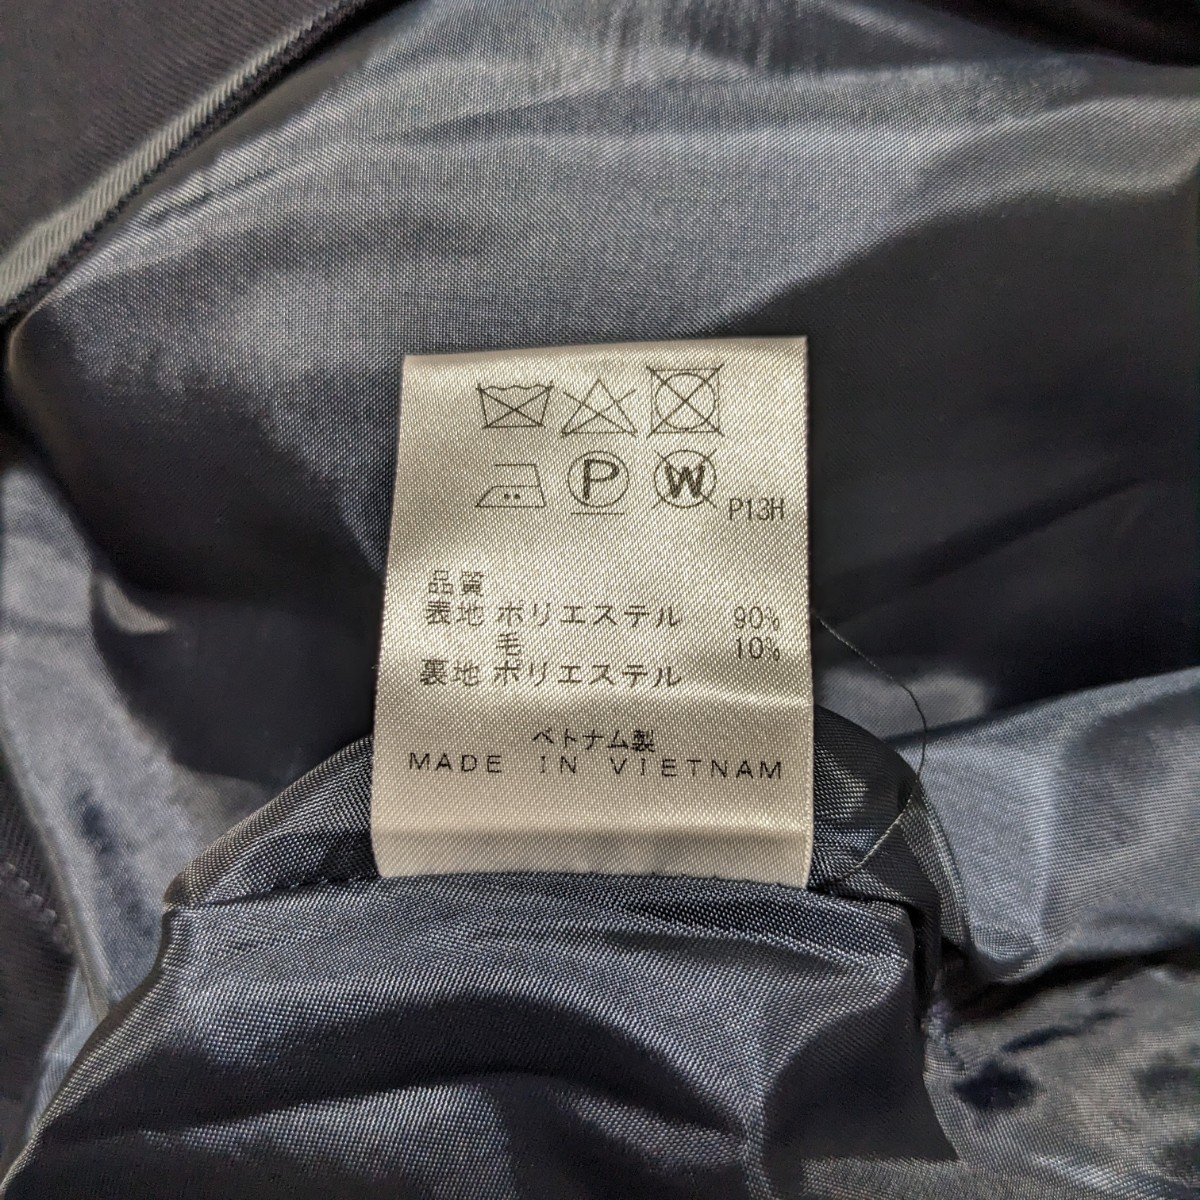 P W P13H
品質
表地 ポリエステル 90%
毛 10%
裏地 ポリエステル
ベトナム製
MADE IN VIETNAM